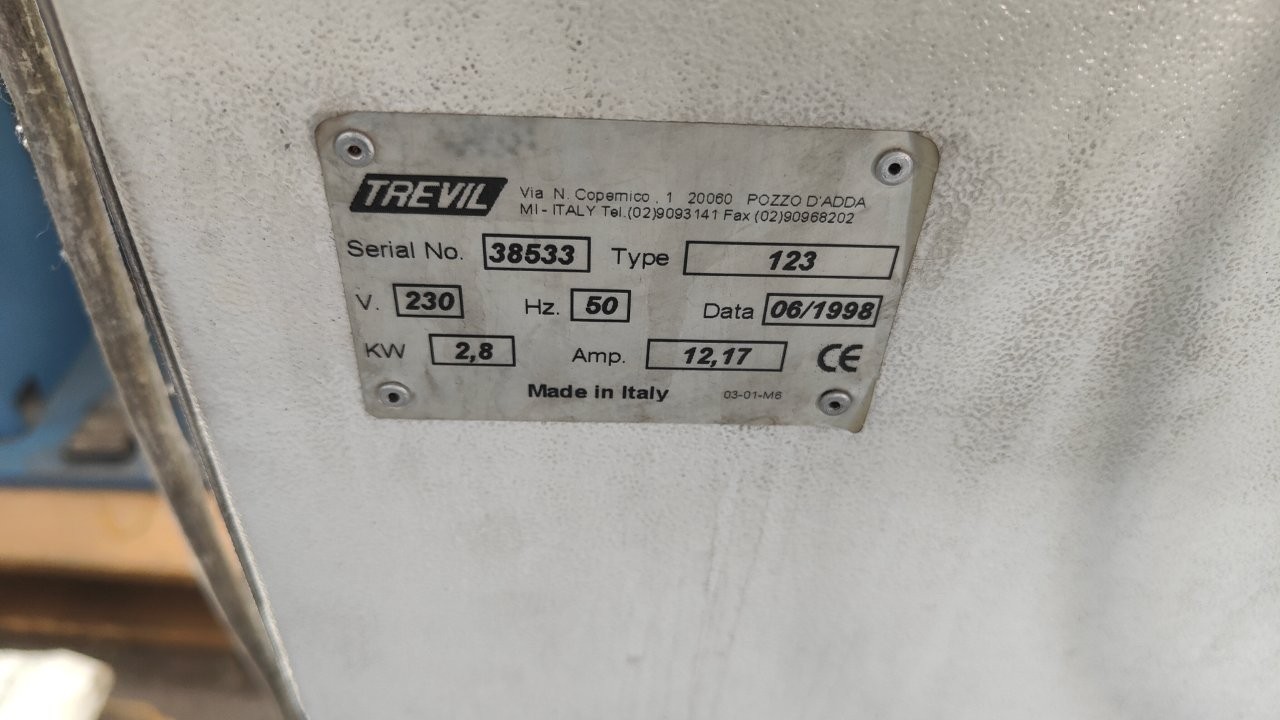 TREVIL
Via N. Copernico , 1 20060 POZZO D'ADDA
MI - ITALY Tel.(02)9093141 Fax (02)90968202
Serial No. 38533 Type 123
V. 230 Hz. 50 Data 06/1998
KW 2,8 Amp. 12,17 CE
Made in Italy 03-01-M6